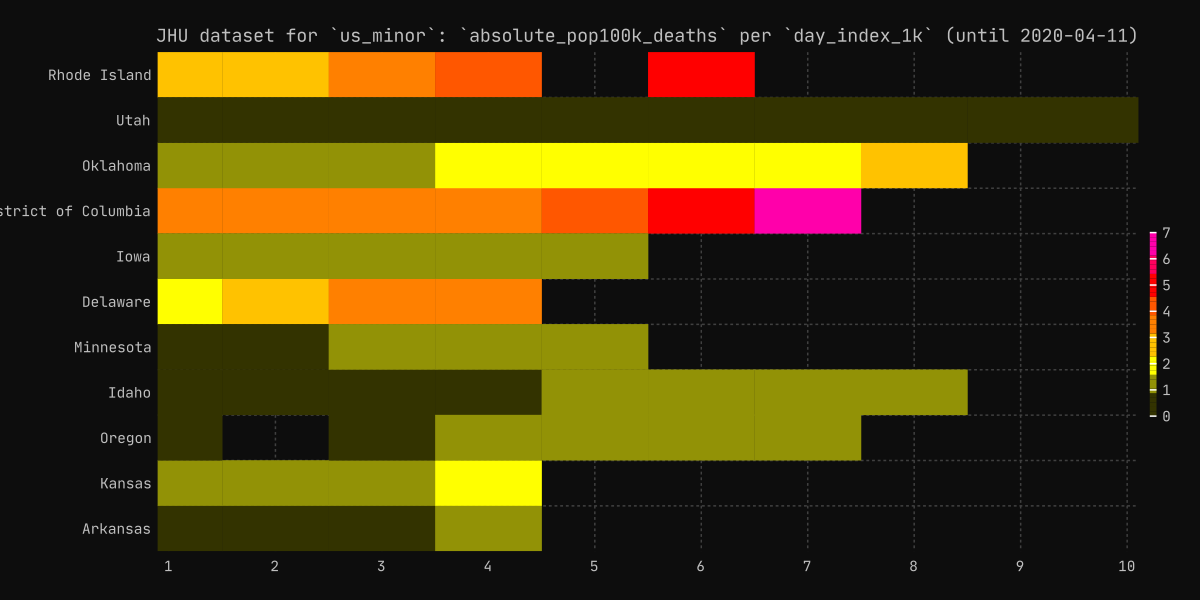 JHU dataset for `us_minor`: `absolute_pop100k_deaths` per `day_index_1k` (until 2020-04-11)
Rhode Island
Utah
Oklahoma
strict of Columbia
Iowa
Delaware
Minnesota
Idaho
Oregon
Kansas
Arkansas
1 2 3 4 5 6 7 8 9 10
7
6
5
4
3
2
1
0